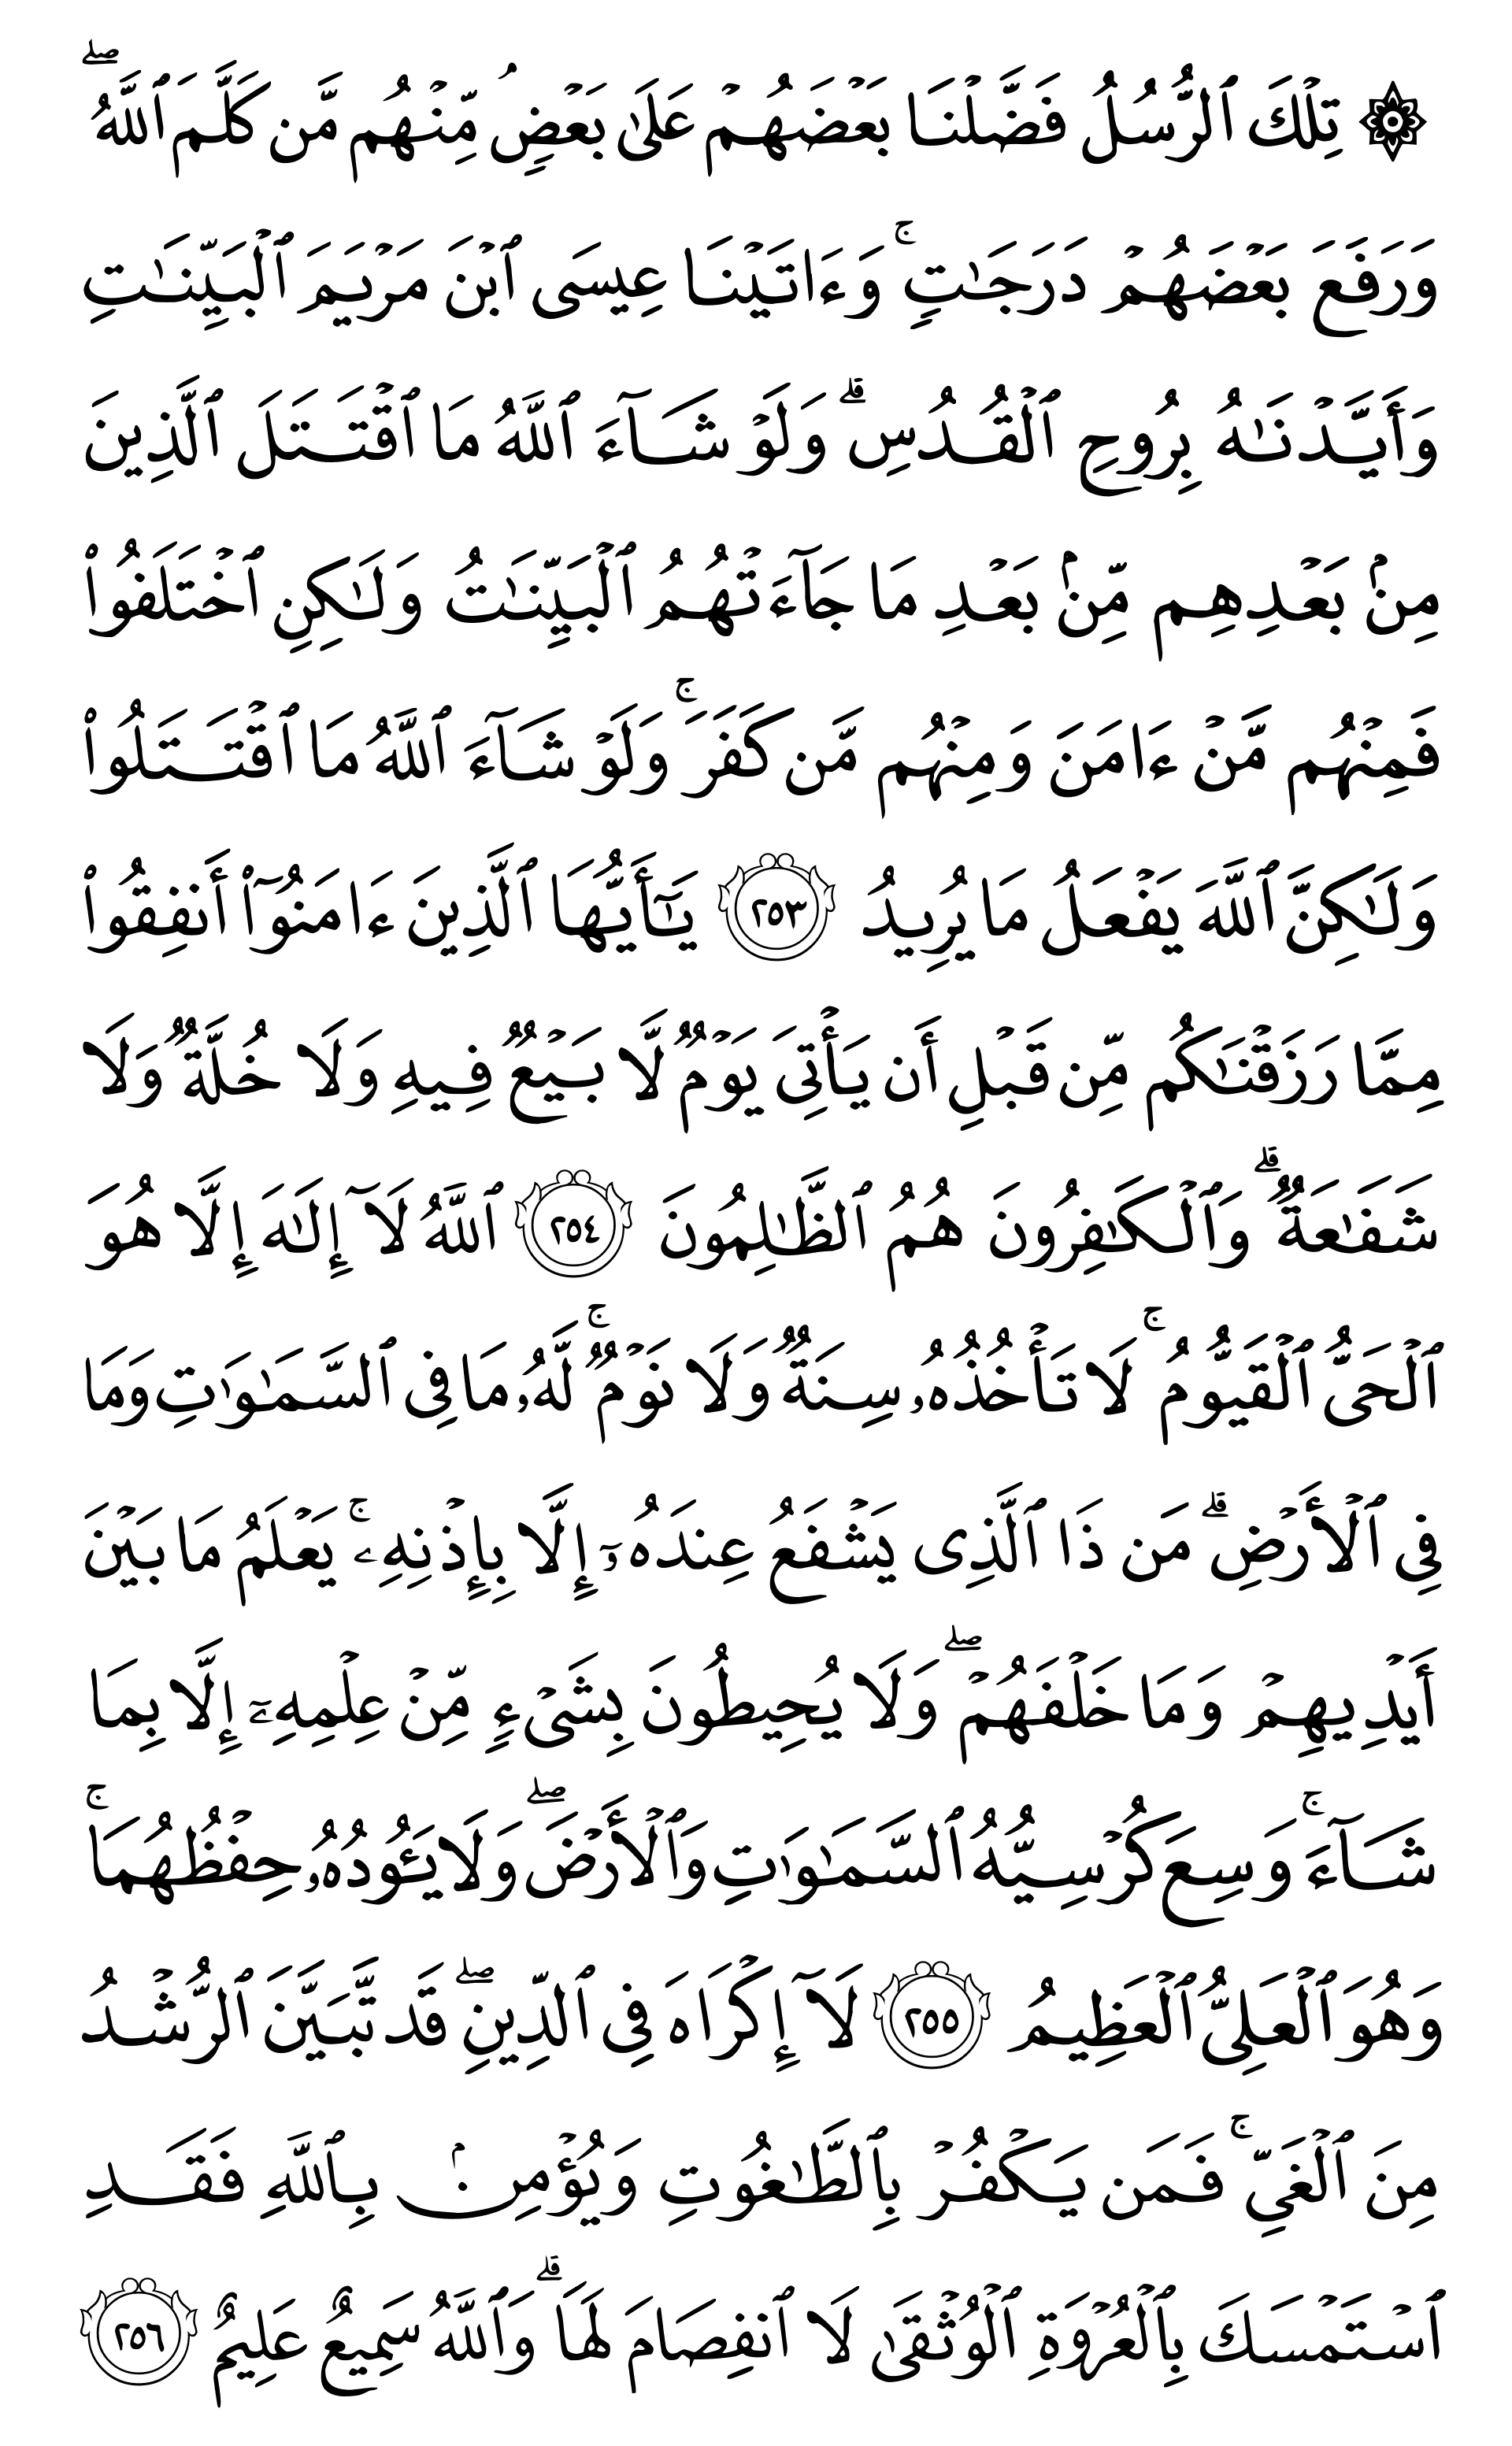 ۞ تِلۡكَ ٱلرُّسُلُ فَضَّلۡنَا بَعۡضَهُمۡ عَلَىٰ بَعۡضٖۘ مِّنۡهُم مَّن كَلَّمَ ٱللَّهُۖ
وَرَفَعَ بَعۡضَهُمۡ دَرَجَٰتٖۚ وَءَاتَيۡنَا عِيسَى ٱبۡنَ مَرۡيَمَ ٱلۡبَيِّنَٰتِ
وَأَيَّدۡنَٰهُ بِرُوحِ ٱلۡقُدُسِۗ وَلَوۡ شَآءَ ٱللَّهُ مَا ٱقۡتَتَلَ ٱلَّذِينَ
مِنۢ بَعۡدِهِم مِّنۢ بَعۡدِ مَا جَآءَتۡهُمُ ٱلۡبَيِّنَٰتُ وَلَٰكِنِ ٱخۡتَلَفُواْ
فَمِنۡهُم مَّنۡ ءَامَنَ وَمِنۡهُم مَّن كَفَرَۚ وَلَوۡ شَآءَ ٱللَّهُ مَا ٱقۡتَتَلُواْ
وَلَٰكِنَّ ٱللَّهَ يَفۡعَلُ مَا يُرِيدُ ٢٥٣ يَٰٓأَيُّهَا ٱلَّذِينَ ءَامَنُوٓاْ أَنفِقُواْ
مِمَّا رَزَقۡنَٰكُم مِّن قَبۡلِ أَن يَأۡتِيَ يَوۡمٞ لَّا بَيۡعٞ فِيهِ وَلَا خُلَّةٞ وَلَا
شَفَٰعَةٞۗ وَٱلۡكَٰفِرُونَ هُمُ ٱلظَّٰلِمُونَ ٢٥٤ ٱللَّهُ لَآ إِلَٰهَ إِلَّا هُوَ
ٱلۡحَيُّ ٱلۡقَيُّومُۚ لَا تَأۡخُذُهُۥ سِنَةٞ وَلَا نَوۡمٞۚ لَّهُۥ مَا فِي ٱلسَّمَٰوَٰتِ وَمَا
فِي ٱلۡأَرۡضِۗ مَن ذَا ٱلَّذِي يَشۡفَعُ عِندَهُۥٓ إِلَّا بِإِذۡنِهِۦۚ يَعۡلَمُ مَا بَيۡنَ
أَيۡدِيهِمۡ وَمَا خَلۡفَهُمۡۖ وَلَا يُحِيطُونَ بِشَيۡءٖ مِّنۡ عِلۡمِهِۦٓ إِلَّا بِمَا
شَآءَۚ وَسِعَ كُرۡسِيُّهُ ٱلسَّمَٰوَٰتِ وَٱلۡأَرۡضَۖ وَلَا يَـُٔودُهُۥ حِفۡظُهُمَاۚ
وَهُوَ ٱلۡعَلِيُّ ٱلۡعَظِيمُ ٢٥٥ لَآ إِكۡرَاهَ فِي ٱلدِّينِۖ قَد تَّبَيَّنَ ٱلرُّشۡدُ
مِنَ ٱلۡغَيِّۚ فَمَن يَكۡفُرۡ بِٱلطَّٰغُوتِ وَيُؤۡمِنۢ بِٱللَّهِ فَقَدِ
ٱسۡتَمۡسَكَ بِٱلۡعُرۡوَةِ ٱلۡوُثۡقَىٰ لَا ٱنفِصَامَ لَهَاۗ وَٱللَّهُ سَمِيعٌ عَلِيمٌ ٢٥٦